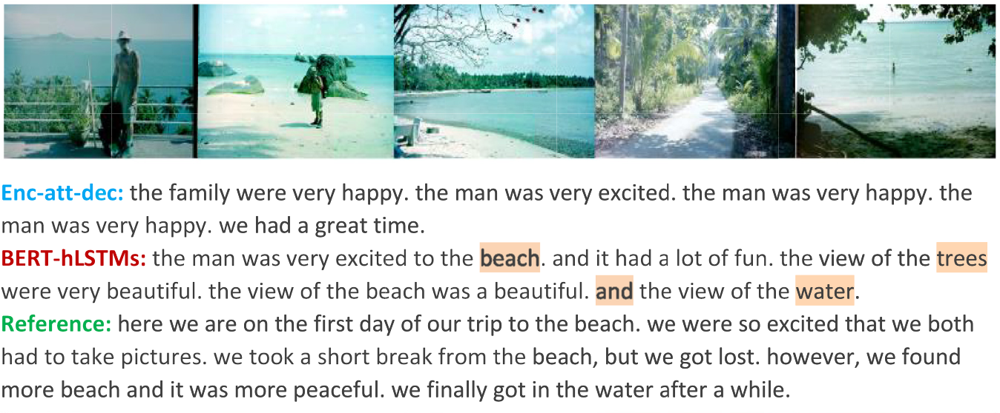 Enc-att-dec: the family were very happy. the man was very excited. the man was very happy. the
man was very happy. we had a great time.
BERT-hLSTMs: the man was very excited to the beach. and it had a lot of fun. the view of the trees
were very beautiful. the view of the beach was a beautiful. and the view of the water.
Reference: here we are on the first day of our trip to the beach. we were so excited that we both
had to take pictures. we took a short break from the beach, but we got lost. however, we found
more beach and it was more peaceful. we finally got in the water after a while.